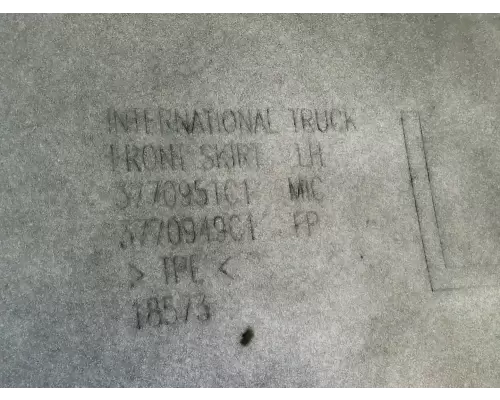 INTERNATIONAL TRUCK
FRONT SKIRT LH
3770951C1 MIC
3770949C1 FP
> TPE <
18573